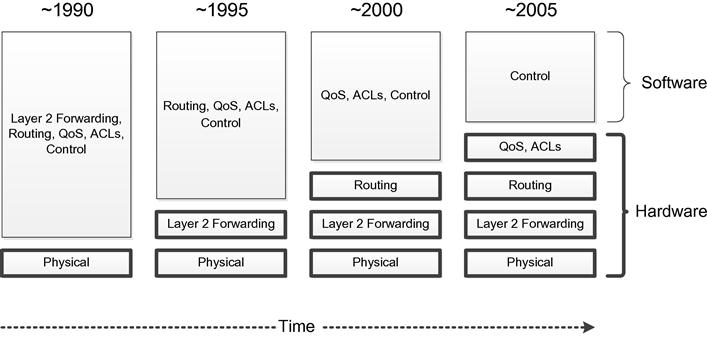 ~1990
~1995
~2000
~2005
Layer 2 Forwarding,
Routing, QoS, ACLs,
Control
Physical
Routing, QoS, ACLs,
Control
Layer 2 Forwarding
Physical
QoS, ACLs, Control
Routing
Layer 2 Forwarding
Physical
Control
QoS, ACLs
Routing
Layer 2 Forwarding
Physical
Software
Hardware
Time